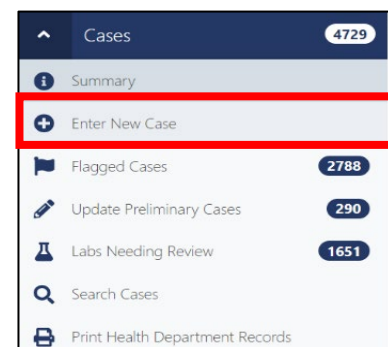 Cases 4729
Summary
Enter New Case
Flagged Cases 2788
Update Preliminary Cases 290
Labs Needing Review 1651
Search Cases
Print Health Department Records